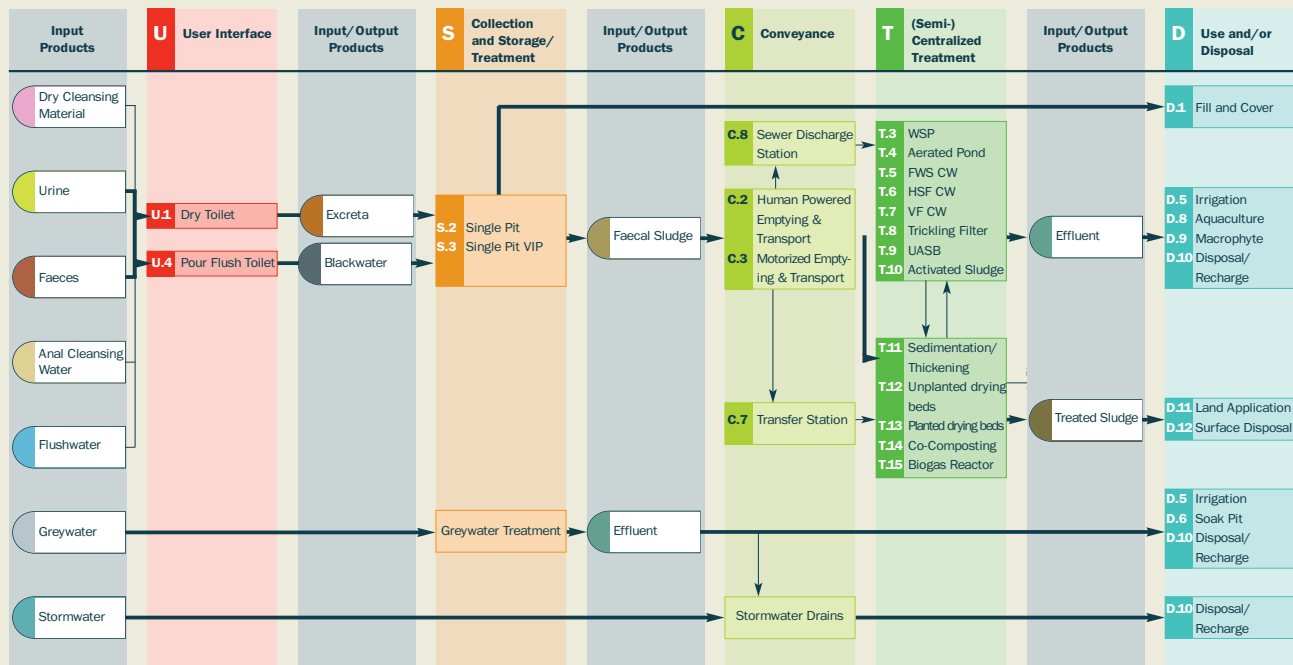 Input
Products
U
User Interface
Input/Output
Products
S
Collection
and Storage/
Treatment
Input/Output
Products
C
Conveyance
T
(Semi-)
Centralized
Treatment
Input/Output
Products
D
Use and/or
Disposal
Dry Cleansing
Material
Urine
Faeces
Anal Cleansing
Water
Flushwater
Greywater
Stormwater
U.1 Dry Toilet
U.4 Pour Flush Toilet
Excreta
Blackwater
S.2 Single Pit
S.3 Single Pit VIP
Greywater Treatment
Faecal Sludge
Effluent
C.8 Sewer Discharge
Station
C.2 Human Powered
Emptying &
Transport
C.3 Motorized Empty-
ing & Transport
C.7 Transfer Station
Stormwater Drains
T.3 WSP
T.4 Aerated Pond
T.5 FWS CW
T.6 HSF CW
T.7 VF CW
T.8 Trickling Filter
T.9 UASB
T.10 Activated Sludge
T.11 Sedimentation/
Thickening
T.12 Unplanted drying
beds
T.13 Planted drying beds
T.14 Co-Composting
T.15 Biogas Reactor
Effluent
Treated Sludge
D.1 Fill and Cover
D.5 Irrigation
D.8 Aquaculture
D.9 Macrophyte
D.10 Disposal/
Recharge
D.11 Land Application
D.12 Surface Disposal
D.5 Irrigation
D.6 Soak Pit
D.10 Disposal/
Recharge
D.10 Disposal/
Recharge